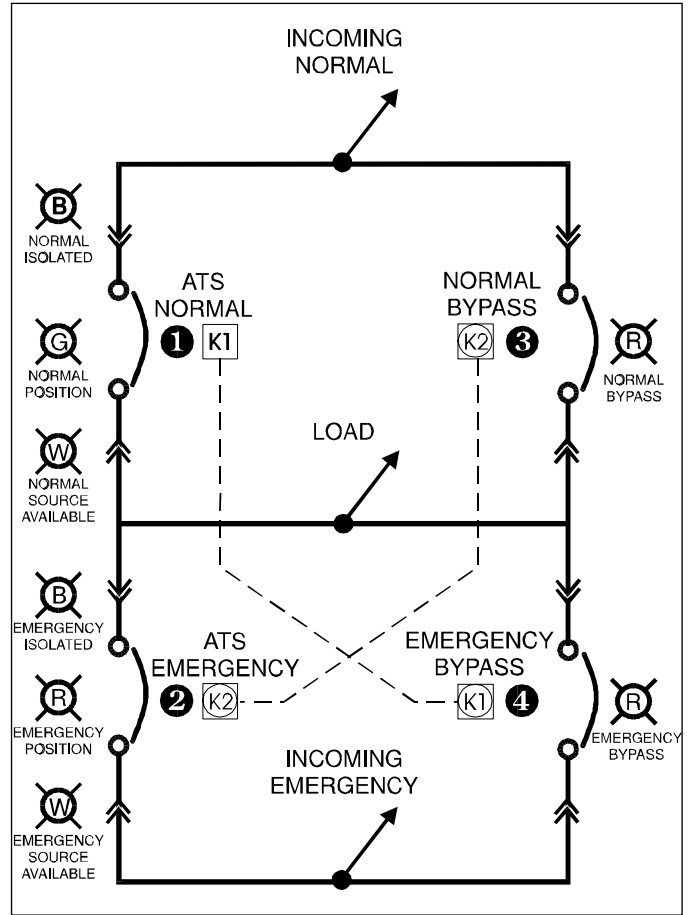 INCOMING
NORMAL
B
NORMAL
ISOLATED
ATS
NORMAL
1
K1
NORMAL
BYPASS
K2
3
G
NORMAL
POSITION
R
NORMAL
BYPASS
W
NORMAL
SOURCE
AVAILABLE
LOAD
B
EMERGENCY
ISOLATED
ATS
EMERGENCY
2
K2
EMERGENCY
BYPASS
K1
4
R
EMERGENCY
POSITION
R
EMERGENCY
BYPASS
W
EMERGENCY
SOURCE
AVAILABLE
INCOMING
EMERGENCY